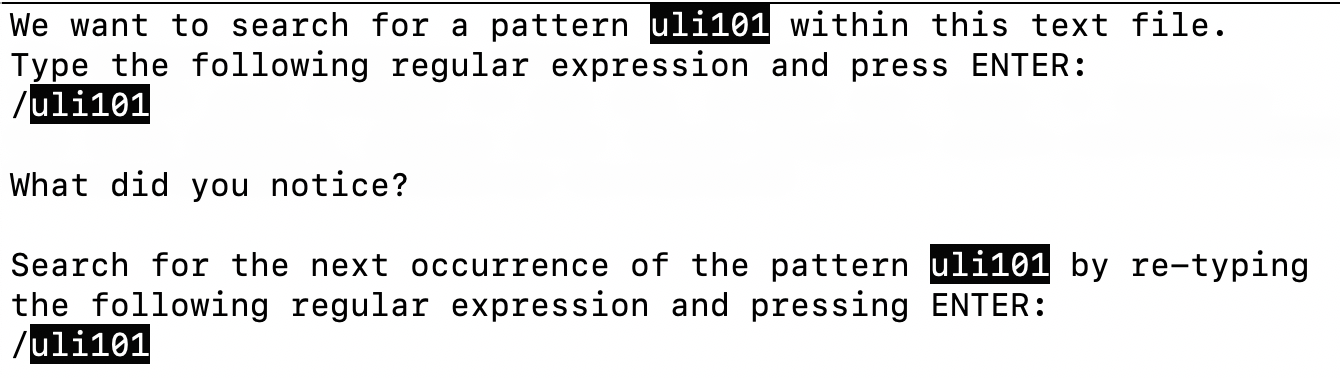 We want to search for a pattern uli101 within this text file.
Type the following regular expression and press ENTER:
/uli101
What did you notice?
Search for the next occurrence of the pattern uli101 by re-typing
the following regular expression and pressing ENTER:
/uli101